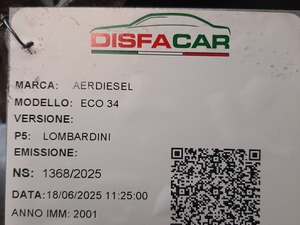 DISFACAR
MARCA: AERDIESEL
MODELLO: ECO 34
VERSIONE:
P5: LOMBARDINI
EMISSIONE:
NS: 1368/2025
DATA:18/06/2025 11:25:00
ANNO IMM: 2001